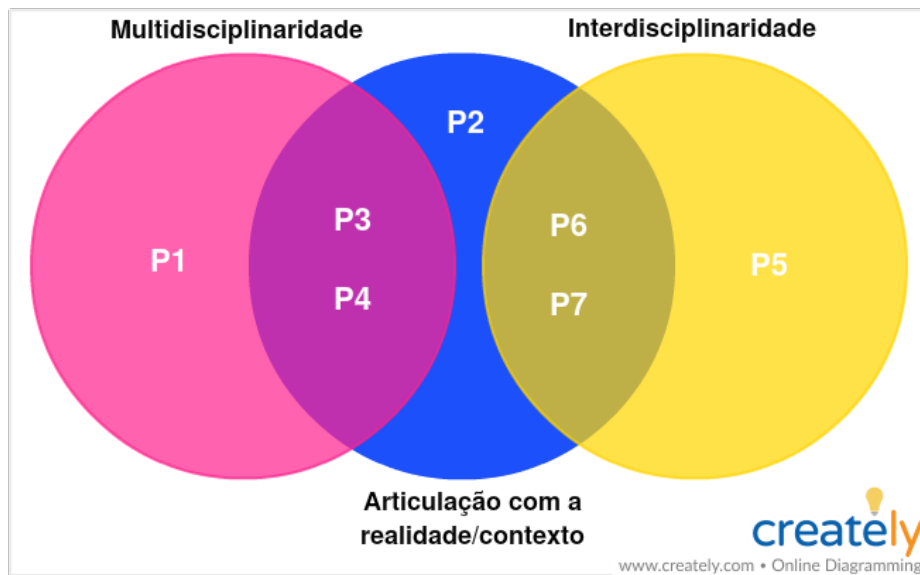 Multidisciplinaridade
Interdisciplinaridade
P2
P3
P6
P1
P5
P4
P7
Articulação com a
realidade/contexto
creately
www.creately.com • Online Diagramming